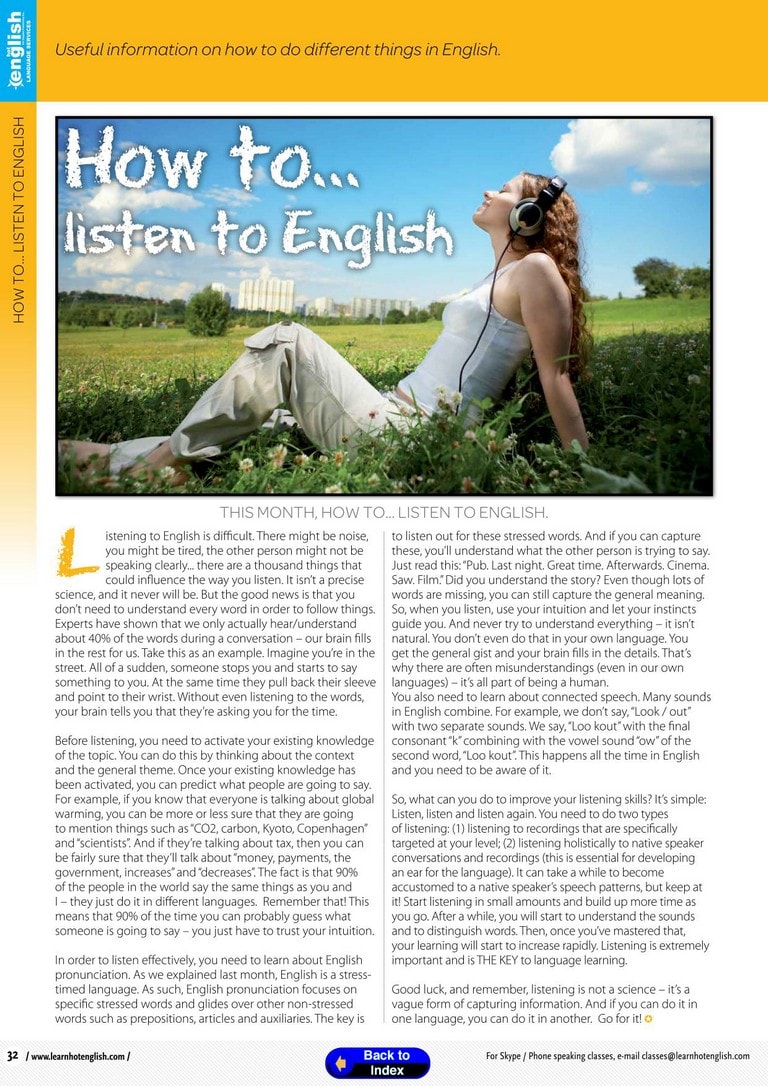 english
LANGUAGE SERVICES
Useful information on how to do different things in English.
HOW TO... LISTEN TO ENGLISH
How to...
listen to English
THIS MONTH, HOW TO... LISTEN TO ENGLISH.
Listening to English is difficult. There might be noise,
you might be tired, the other person might not be
speaking clearly... there are a thousand things that
could influence the way you listen. It isn't a precise
science, and it never will be. But the good news is that you
don't need to understand every word in order to follow things.
Experts have shown that we only actually hear/understand
about 40% of the words during a conversation – our brain fills
in the rest for us. Take this as an example. Imagine you're in the
street. All of a sudden, someone stops you and starts to say
something to you. At the same time they pull back their sleeve
and point to their wrist. Without even listening to the words,
your brain tells you that they're asking you for the time.
Before listening, you need to activate your existing knowledge
of the topic. You can do this by thinking about the context
and the general theme. Once your existing knowledge has
been activated, you can predict what people are going to say.
For example, if you know that everyone is talking about global
warming, you can be more or less sure that they are going
to mention things such as "CO2, carbon, Kyoto, Copenhagen"
and "scientists". And if they're talking about tax, then you can
be fairly sure that they'll talk about "money, payments, the
government, increases" and "decreases". The fact is that 90%
of the people in the world say the same things as you and
I – they just do it in different languages. Remember that! This
means that 90% of the time you can probably guess what
someone is going to say – you just have to trust your intuition.
In order to listen effectively, you need to learn about English
pronunciation. As we explained last month, English is a stress-
timed language. As such, English pronunciation focuses on
specific stressed words and glides over other non-stressed
words such as prepositions, articles and auxiliaries. The key is
to listen out for these stressed words. And if you can capture
these, you'll understand what the other person is trying to say.
Just read this: "Pub. Last night. Great time. Afterwards. Cinema.
Saw. Film." Did you understand the story? Even though lots of
words are missing, you can still capture the general meaning.
So, when you listen, use your intuition and let your instincts
guide you. And never try to understand everything – it isn't
natural. You don't even do that in your own language. You
get the general gist and your brain fills in the details. That's
why there are often misunderstandings (even in our own
languages) – it's all part of being a human.
You also need to learn about connected speech. Many sounds
in English combine. For example, we don't say, "Look / out"
with two separate sounds. We say, "Loo kout" with the final
consonant "k" combining with the vowel sound "ow" of the
second word, "Loo kout". This happens all the time in English
and you need to be aware of it.
So, what can you do to improve your listening skills? It's simple:
Listen, listen and listen again. You need to do two types
of listening: (1) listening to recordings that are specifically
targeted at your level; (2) listening holistically to native speaker
conversations and recordings (this is essential for developing
an ear for the language). It can take a while to become
accustomed to a native speaker's speech patterns, but keep at
it! Start listening in small amounts and build up more time as
you go. After a while, you will start to understand the sounds
and to distinguish words. Then, once you've mastered that,
your learning will start to increase rapidly. Listening is extremely
important and is THE KEY to language learning.
Good luck, and remember, listening is not a science – it's a
vague form of capturing information. And if you can do it in
one language, you can do it in another. Go for it!
32 / www.learnhotenglish.com /
Back to
Index
For Skype / Phone speaking classes, e-mail classes@learnhotenglish.com